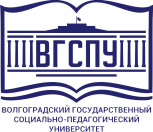 ВГСПУ
ВОЛГОГРАДСКИЙ ГОСУДАРСТВЕННЫЙ
СОЦИАЛЬНО-ПЕДАГОГИЧЕСКИЙ
УНИВЕРСИТЕТ